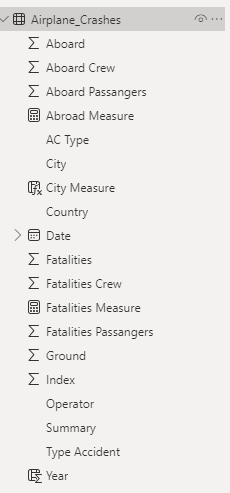 Airplane_Crashes
Aboard
Aboard Crew
Aboard Passangers
Abroad Measure
AC Type
City
City Measure
Country
Date
Fatalities
Fatalities Crew
Fatalities Measure
Fatalities Passangers
Ground
Index
Operator
Summary
Type Accident
Year